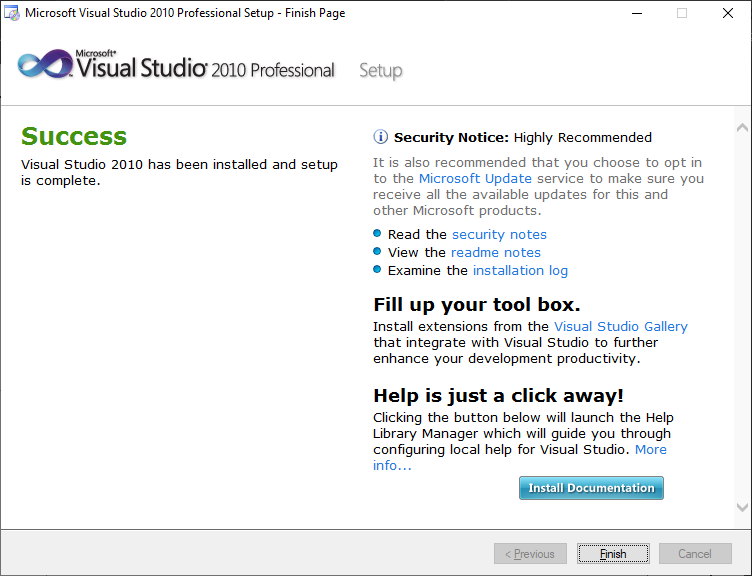 Microsoft Visual Studio 2010 Professional Setup - Finish Page
Microsoft®
Visual Studio® 2010 Professional Setup
Success
Visual Studio 2010 has been installed and setup
is complete.
Security Notice: Highly Recommended
It is also recommended that you choose to opt in
to the Microsoft Update service to make sure you
receive all the available updates for this and
other Microsoft products.
Read the security notes
View the readme notes
Examine the installation log
Fill up your tool box.
Install extensions from the Visual Studio Gallery
that integrate with Visual Studio to further
enhance your development productivity.
Help is just a click away!
Clicking the button below will launch the Help
Library Manager which will guide you through
configuring local help for Visual Studio. More
info...
Install Documentation
< Previous Finish Cancel